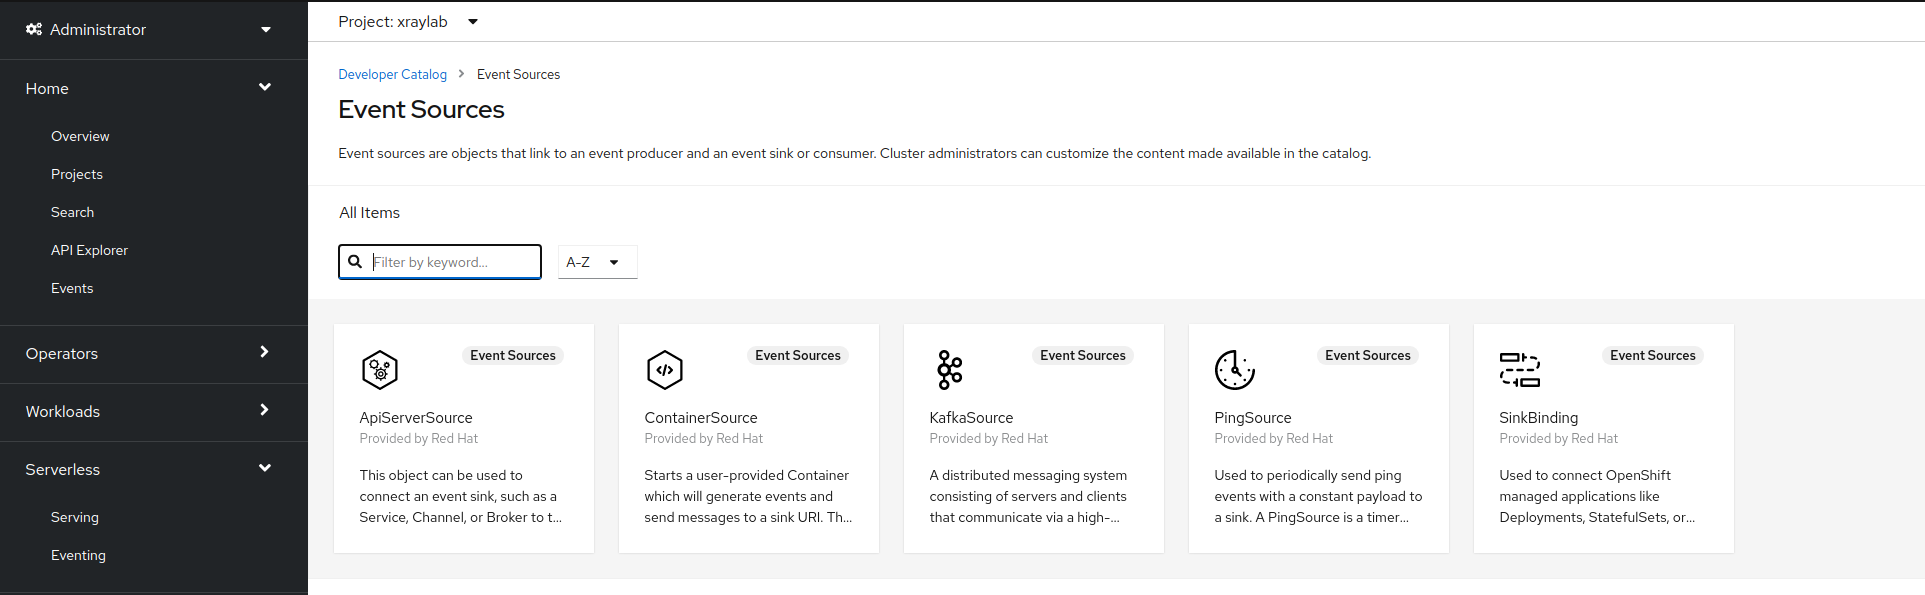 Administrator
Home
Overview
Projects
Search
API Explorer
Events
Operators
Workloads
Serverless
Serving
Eventing
Project: xraylab
Developer Catalog > Event Sources
Event Sources
Event sources are objects that link to an event producer and an event sink or consumer. Cluster administrators can customize the content made available in the catalog.
All Items
Filter by keyword...
A-Z
Event Sources
ApiServerSource
Provided by Red Hat
This object can be used to
connect an event sink, such as a
Service, Channel, or Broker to t...
Event Sources
ContainerSource
Provided by Red Hat
Starts a user-provided Container
which will generate events and
send messages to a sink URI. Th...
Event Sources
KafkaSource
Provided by Red Hat
A distributed messaging system
consisting of servers and clients
that communicate via a high-...
Event Sources
PingSource
Provided by Red Hat
Used to periodically send ping
events with a constant payload to
a sink. A PingSource is a timer...
Event Sources
SinkBinding
Provided by Red Hat
Used to connect OpenShift
managed applications like
Deployments, StatefulSets, or...